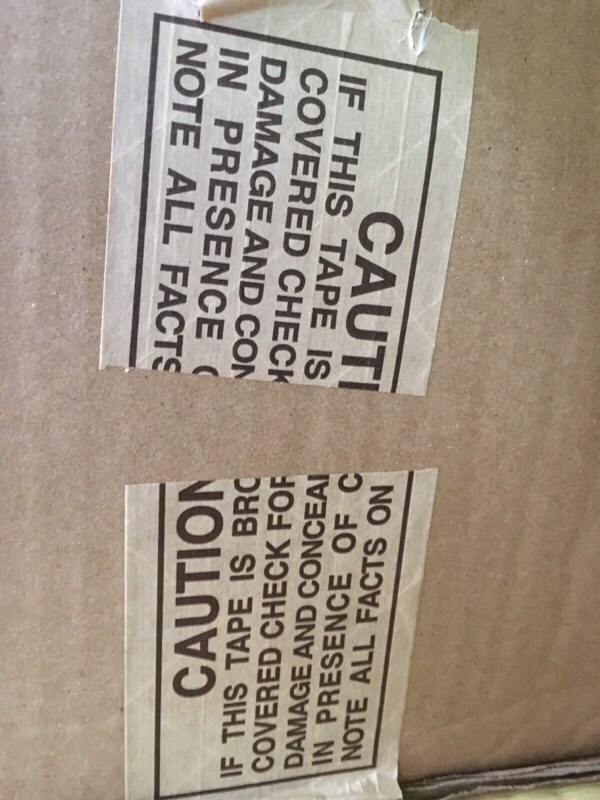 CAUTI
IF THIS TAPE IS
COVERED CHECK
DAMAGE AND CON
IN PRESENCE
NOTE ALL FACTS
CAUTION
IF THIS TAPE IS BRO
COVERED CHECK FOR
DAMAGE AND CONCEAL
IN PRESENCE OF C
NOTE ALL FACTS ON